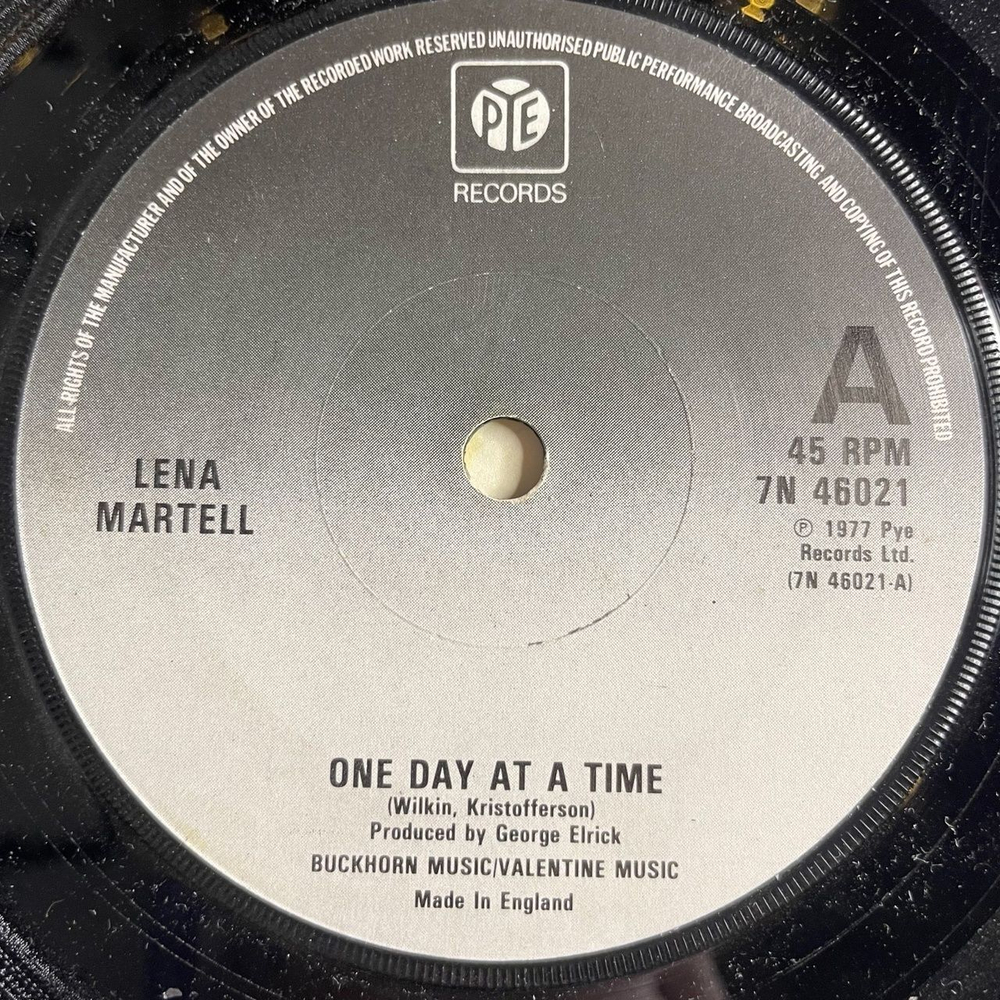 ALL RIGHTS OF THE MANUFACTURER AND OF THE OWNER OF THE RECORDED WORK RESERVED UNAUTHORISED PUBLIC PERFORMANCE BROADCASTING AND COPYING OF THIS RECORD PROHIBITED
PYE
RECORDS
A
45 RPM
7N 46021
℗ 1977 Pye
Records Ltd.
(7N 46021-A)
LENA
MARTELL
ONE DAY AT A TIME
(Wilkin, Kristofferson)
Produced by George Elrick
BUCKHORN MUSIC/VALENTINE MUSIC
Made In England